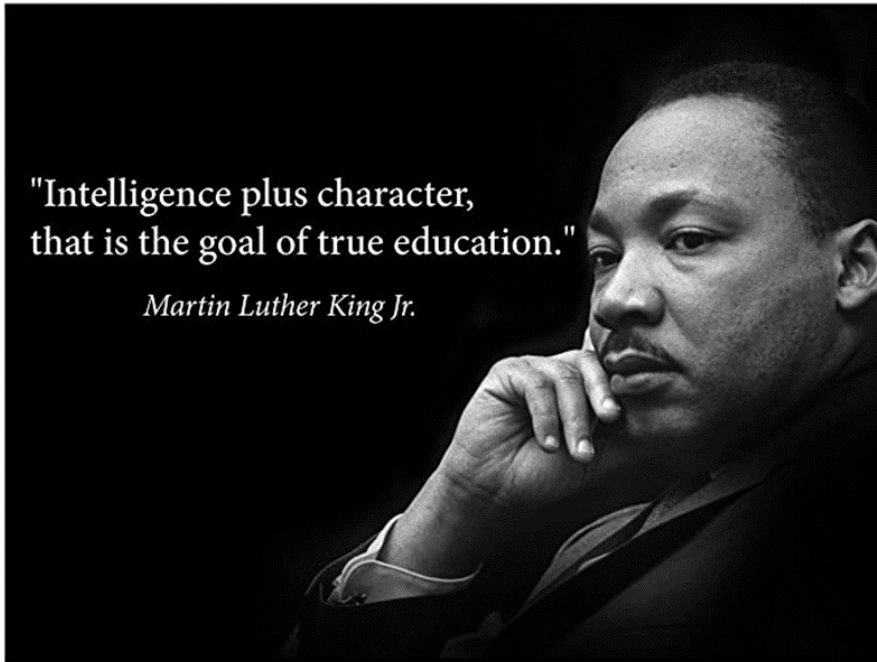 "Intelligence plus character,
that is the goal of true education."
Martin Luther King Jr.